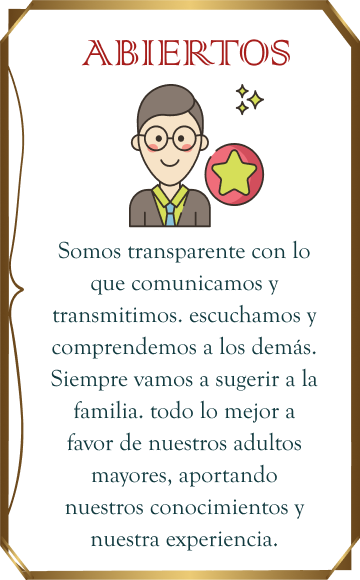 ABIERTOS
Somos transparente con lo
que comunicamos y
transmitimos. escuchamos y
comprendemos a los demás.
Siempre vamos a sugerir a la
familia. todo lo mejor a
favor de nuestros adultos
mayores, aportando
nuestros conocimientos y
nuestra experiencia.